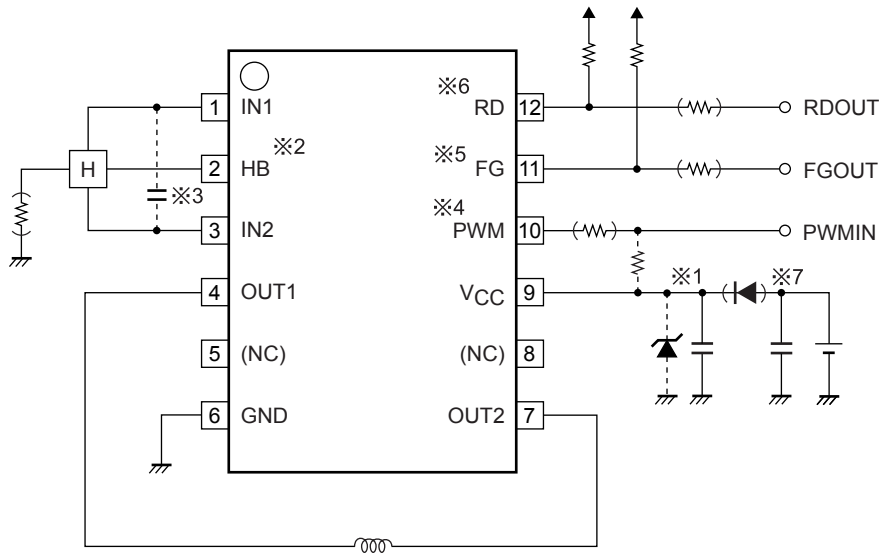 ※6
1 IN1 RD 12 RDOUT
※2 ※5
H 2 HB FG 11 FGOUT
※3 ※4
3 IN2 PWM 10 PWMIN
※1 ※7
4 OUT1 VCC 9
5 (NC) (NC) 8
6 GND OUT2 7